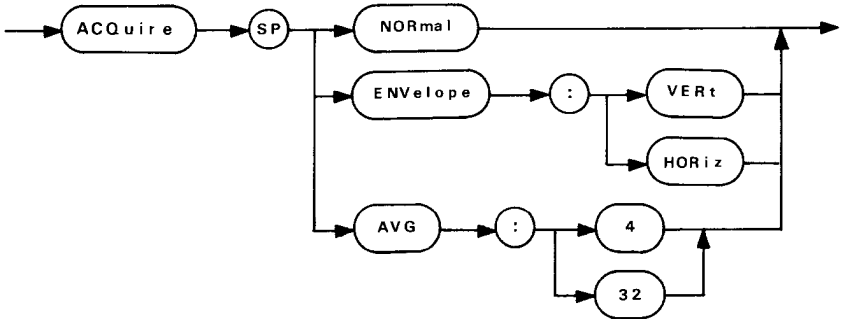 ACQuire SP NORmal
ENVelope : VERt
HORiz
AVG : 4
32